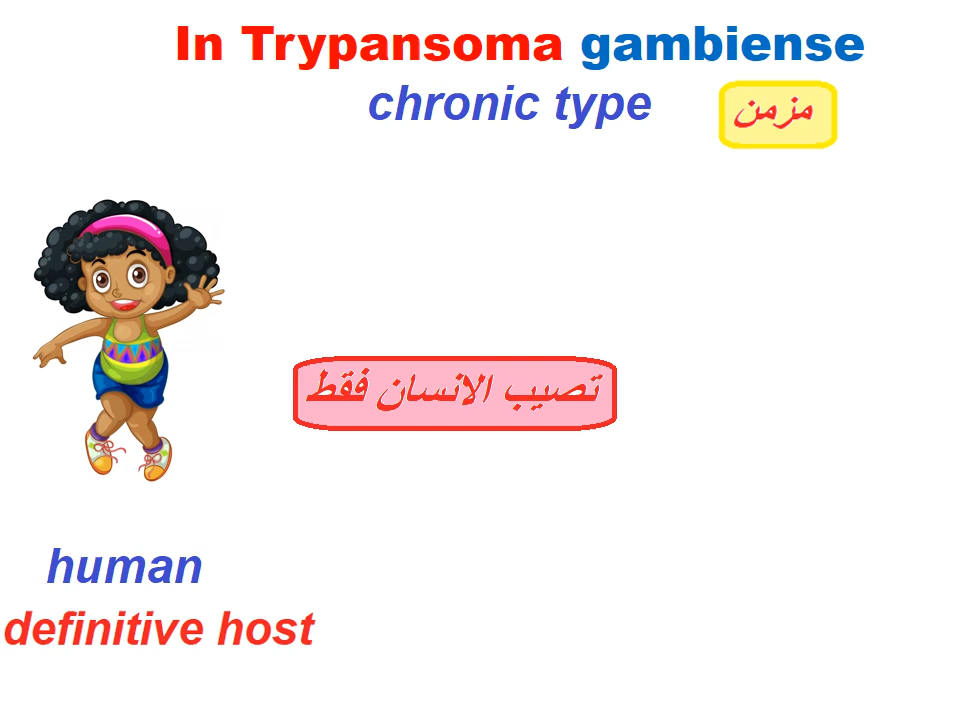 In Trypansoma gambiense
chronic type
مزمن
تصيب الانسان فقط
human
definitive host